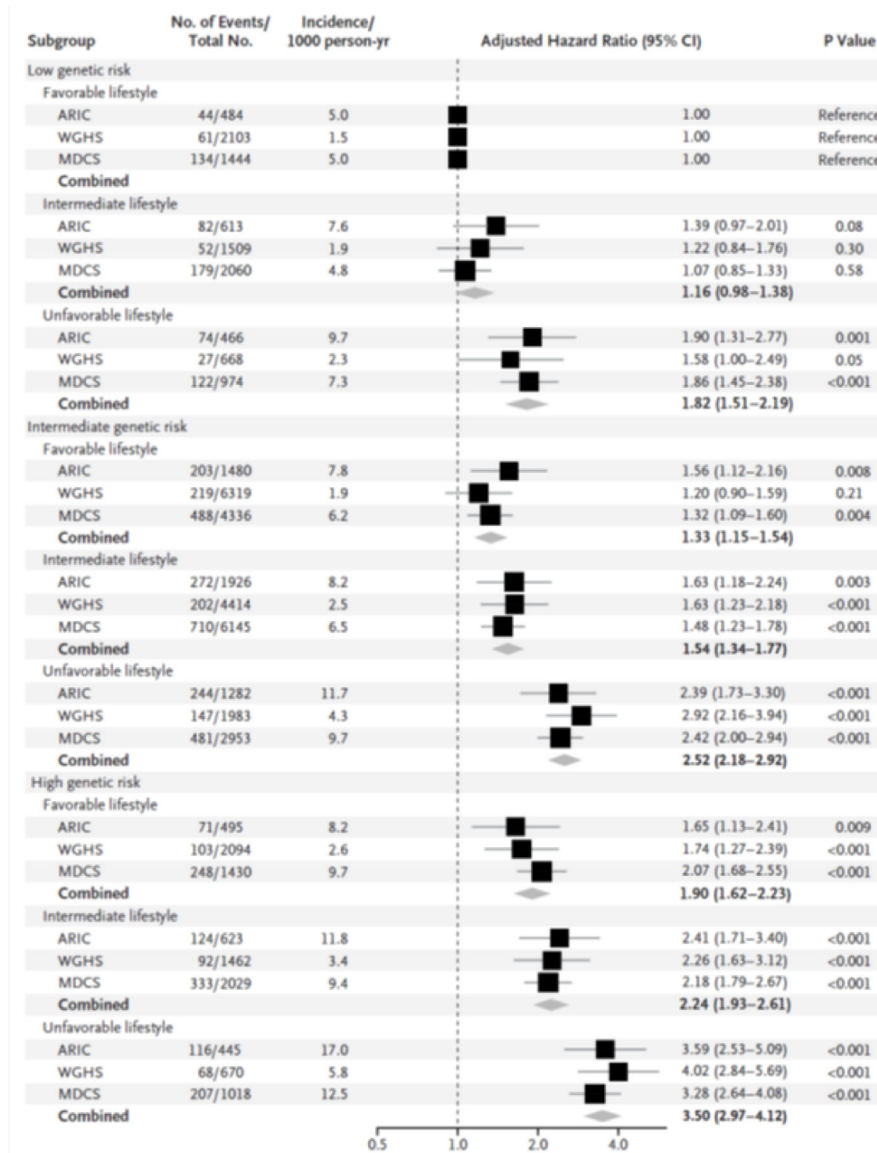 Subgroup No. of Events/ Total No. Incidence/ 1000 person-yr Adjusted Hazard Ratio (95% CI) P Value
Low genetic risk
Favorable lifestyle
ARIC 44/484 5.0 1.00 Reference
WGHS 61/2103 1.5 1.00 Reference
MDCS 134/1444 5.0 1.00 Reference
Combined
Intermediate lifestyle
ARIC 82/613 7.6 1.39 (0.97–2.01) 0.08
WGHS 52/1509 1.9 1.22 (0.84–1.76) 0.30
MDCS 179/2060 4.8 1.07 (0.85–1.33) 0.58
Combined 1.16 (0.98–1.38)
Unfavorable lifestyle
ARIC 74/466 9.7 1.90 (1.31–2.77) 0.001
WGHS 27/668 2.3 1.58 (1.00–2.49) 0.05
MDCS 122/974 7.3 1.86 (1.45–2.38) <0.001
Combined 1.82 (1.51–2.19)
Intermediate genetic risk
Favorable lifestyle
ARIC 203/1480 7.8 1.56 (1.12–2.16) 0.008
WGHS 219/6319 1.9 1.20 (0.90–1.59) 0.21
MDCS 488/4336 6.2 1.32 (1.09–1.60) 0.004
Combined 1.33 (1.15–1.54)
Intermediate lifestyle
ARIC 272/1926 8.2 1.63 (1.18–2.24) 0.003
WGHS 202/4414 2.5 1.63 (1.23–2.18) <0.001
MDCS 710/6145 6.5 1.48 (1.23–1.78) <0.001
Combined 1.54 (1.34–1.77)
Unfavorable lifestyle
ARIC 244/1282 11.7 2.39 (1.73–3.30) <0.001
WGHS 147/1983 4.3 2.92 (2.16–3.94) <0.001
MDCS 481/2953 9.7 2.42 (2.00–2.94) <0.001
Combined 2.52 (2.18–2.92)
High genetic risk
Favorable lifestyle
ARIC 71/495 8.2 1.65 (1.13–2.41) 0.009
WGHS 103/2094 2.6 1.74 (1.27–2.39) <0.001
MDCS 248/1430 9.7 2.07 (1.68–2.55) <0.001
Combined 1.90 (1.62–2.23)
Intermediate lifestyle
ARIC 124/623 11.8 2.41 (1.71–3.40) <0.001
WGHS 92/1462 3.4 2.26 (1.63–3.12) <0.001
MDCS 333/2029 9.4 2.18 (1.79–2.67) <0.001
Combined 2.24 (1.93–2.61)
Unfavorable lifestyle
ARIC 116/445 17.0 3.59 (2.53–5.09) <0.001
WGHS 68/670 5.8 4.02 (2.84–5.69) <0.001
MDCS 207/1018 12.5 3.28 (2.64–4.08) <0.001
Combined 3.50 (2.97–4.12)
0.5 1.0 2.0 4.0